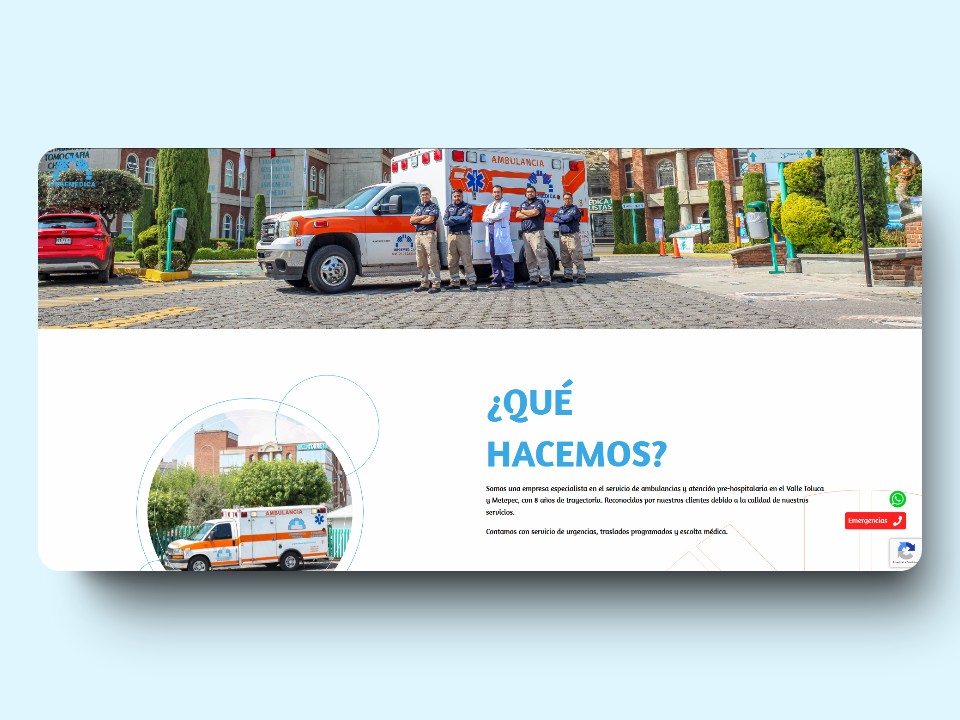 TOMOGRAFIA
AMBULANCIA
8
¿QUÉ
HACEMOS?
Somos una empresa especialista en el servicio de ambulancias y atención pre-hospitalaria en el Valle Toluca
y Metepec, con 8 años de trayectoria. Reconocidos por nuestros clientes debido a la calidad de nuestros
servicios.
Contamos con servicio de urgencias, traslados programados y escolta médica.
AMBULANCIA
Emergencias